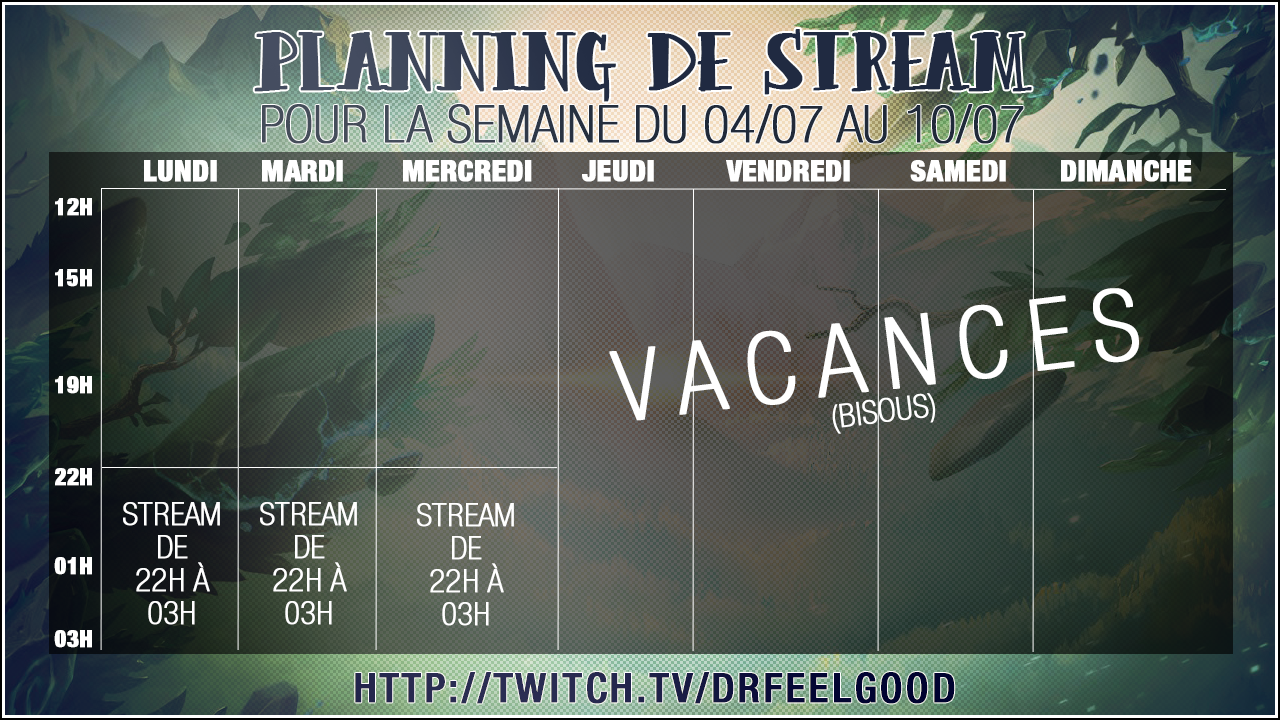 PLANNING DE STREAM
POUR LA SEMAINE DU 04/07 AU 10/07
LUNDI MARDI MERCREDI JEUDI VENDREDI SAMEDI DIMANCHE
12H
15H
19H
22H
01H
03H
STREAM
DE
22H À
03H
STREAM
DE
22H À
03H
STREAM
DE
22H À
03H
VACANCES
(BISOUS)
HTTP://TWITCH.TV/DRFEELGOOD